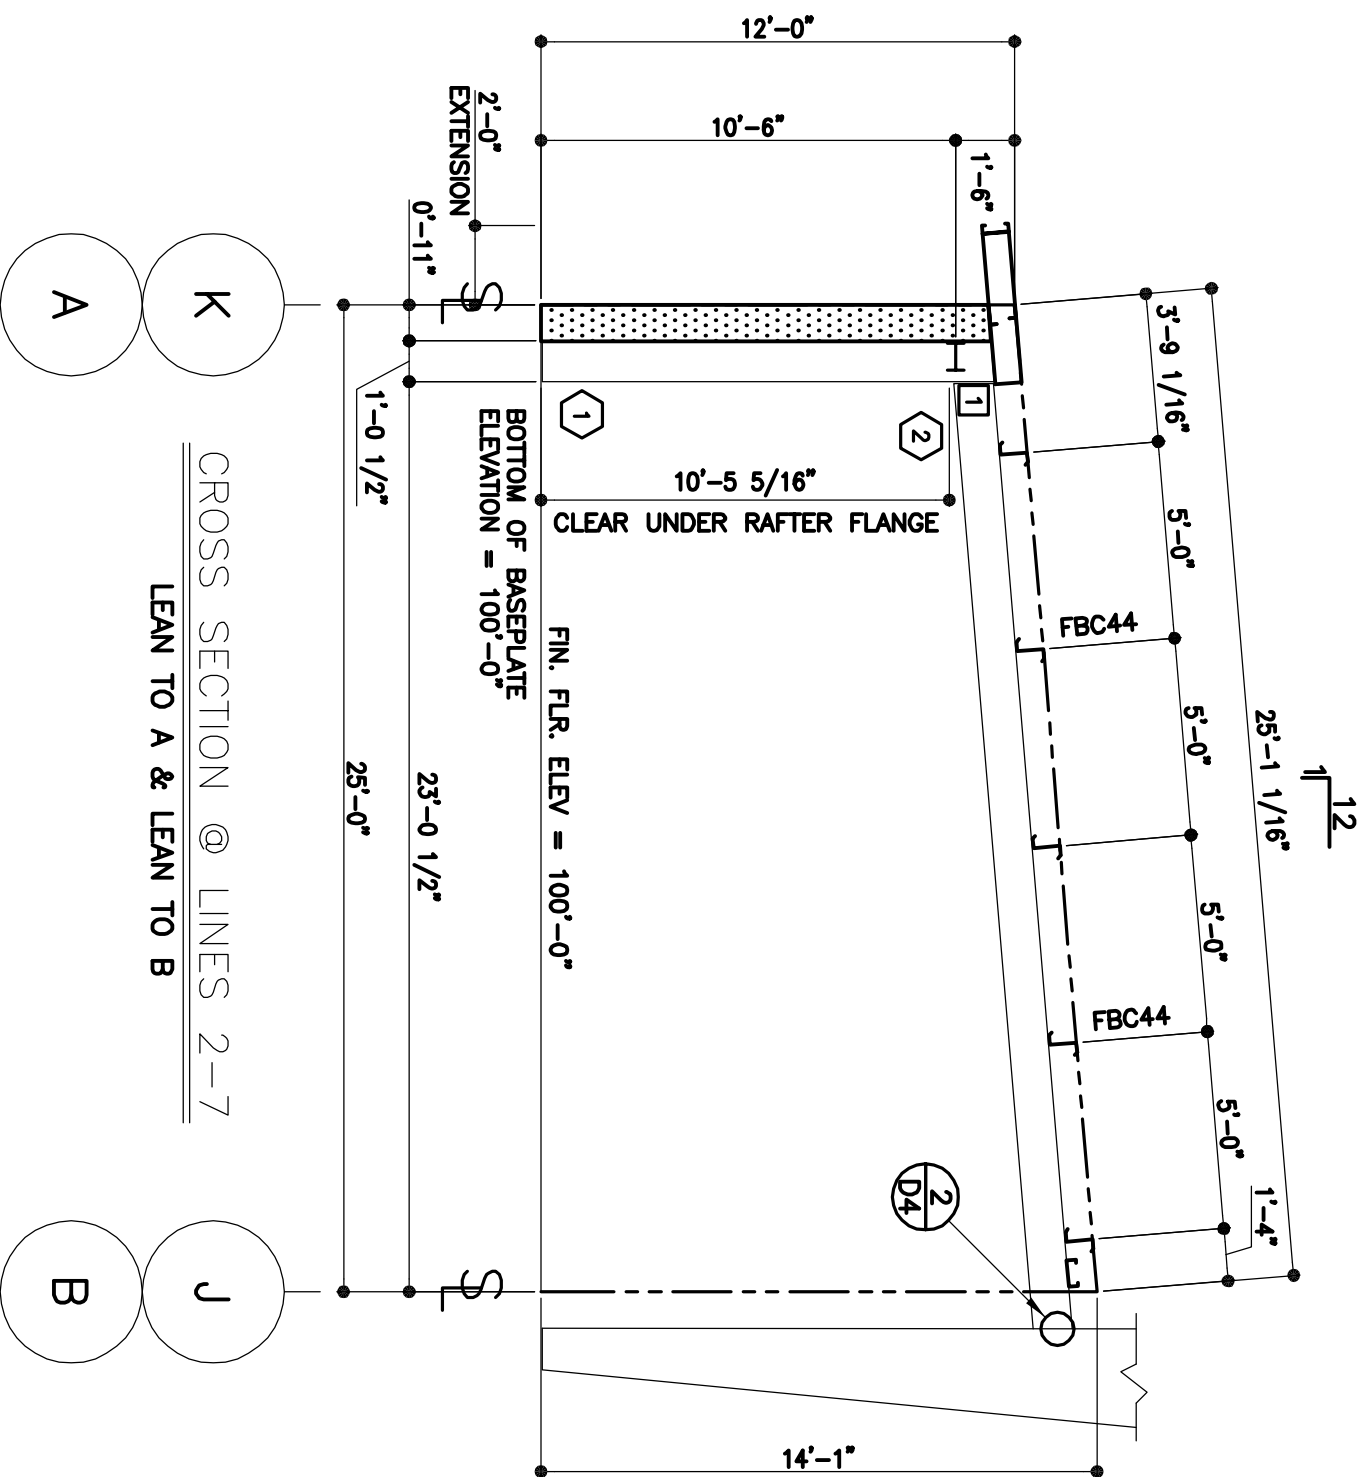 12'-0"
10'-6"
1'-6"
2'-0"
EXTENSION
0'-11"
12
1
25'-1 1/16"
3'-9 1/16"
5'-0"
5'-0"
5'-0"
5'-0"
1'-4"
FBC44
FBC44
1
2
1
10'-5 5/16"
CLEAR UNDER RAFTER FLANGE
FIN. FLR. ELEV = 100'-0"
BOTTOM OF BASEPLATE
ELEVATION = 100'-0"
2
D4
14'-1"
SL
SL
1'-0 1/2"
23'-0 1/2"
25'-0"
K
A
J
B
CROSS SECTION @ LINES 2-7
LEAN TO A & LEAN TO B